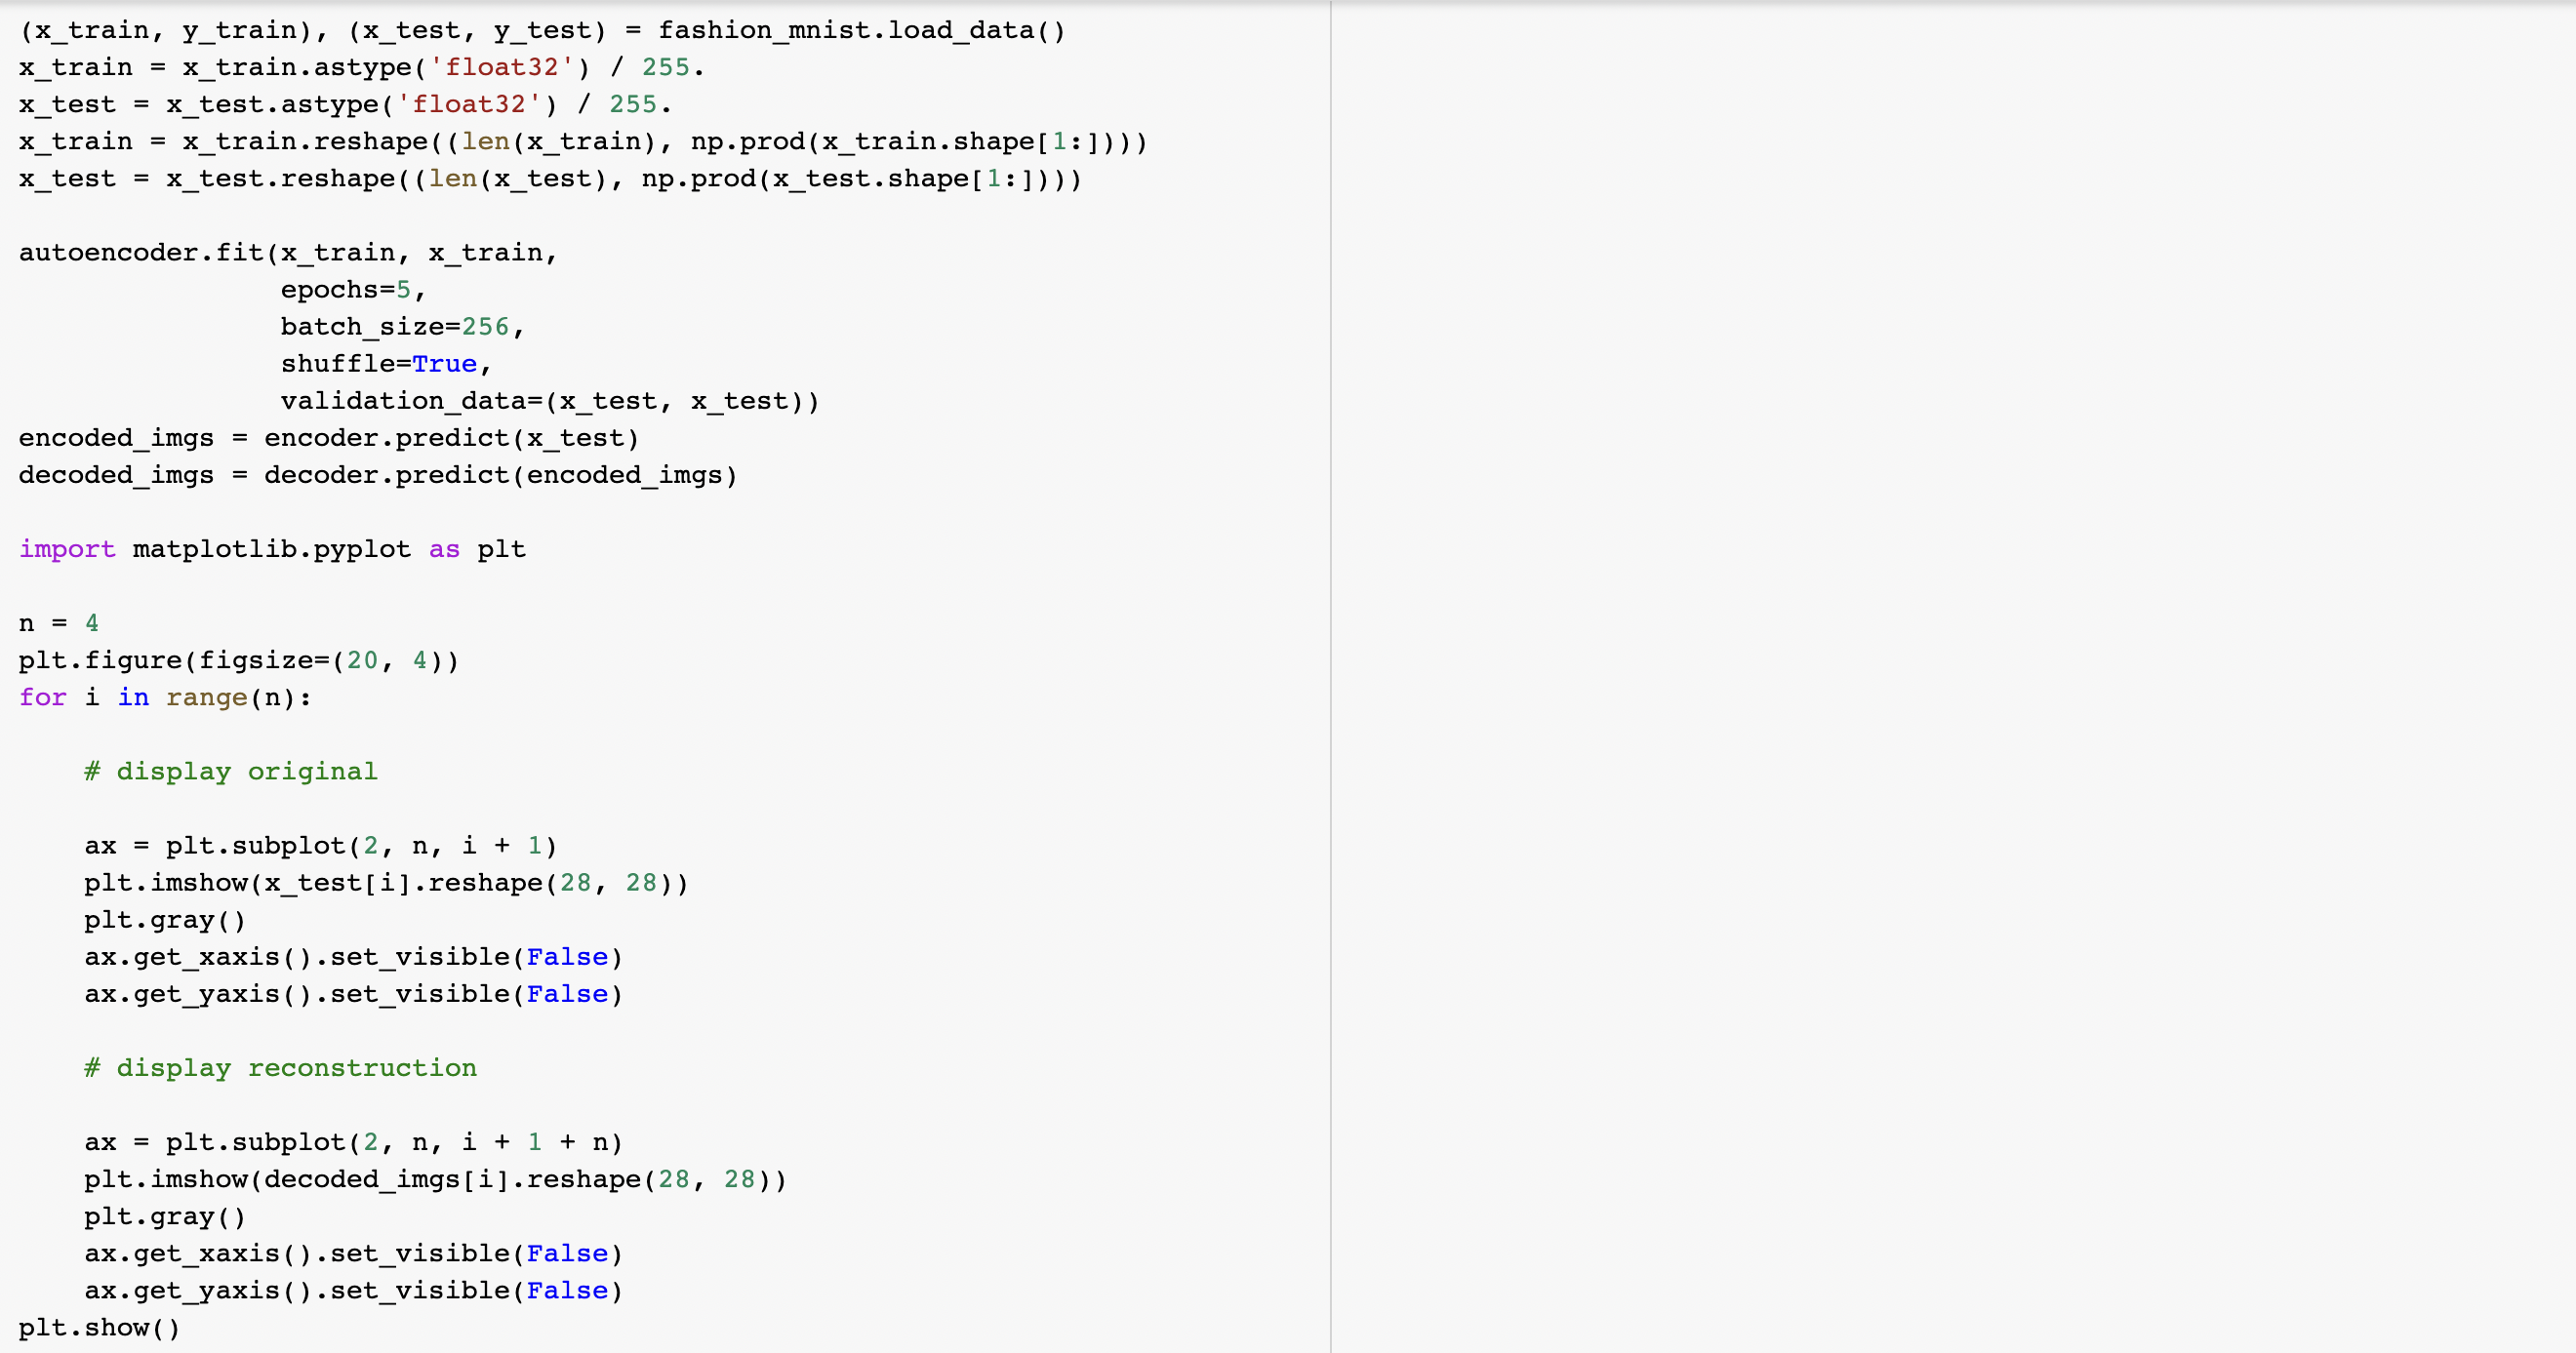 (x_train, y_train), (x_test, y_test) = fashion_mnist.load_data()
x_train = x_train.astype('float32') / 255.
x_test = x_test.astype('float32') / 255.
x_train = x_train.reshape((len(x_train), np.prod(x_train.shape[1:])))
x_test = x_test.reshape((len(x_test), np.prod(x_test.shape[1:])))

autoencoder.fit(x_train, x_train,
                epochs=5,
                batch_size=256,
                shuffle=True,
                validation_data=(x_test, x_test))
encoded_imgs = encoder.predict(x_test)
decoded_imgs = decoder.predict(encoded_imgs)

import matplotlib.pyplot as plt

n = 4
plt.figure(figsize=(20, 4))
for i in range(n):

    # display original

    ax = plt.subplot(2, n, i + 1)
    plt.imshow(x_test[i].reshape(28, 28))
    plt.gray()
    ax.get_xaxis().set_visible(False)
    ax.get_yaxis().set_visible(False)

    # display reconstruction

    ax = plt.subplot(2, n, i + 1 + n)
    plt.imshow(decoded_imgs[i].reshape(28, 28))
    plt.gray()
    ax.get_xaxis().set_visible(False)
    ax.get_yaxis().set_visible(False)
plt.show()